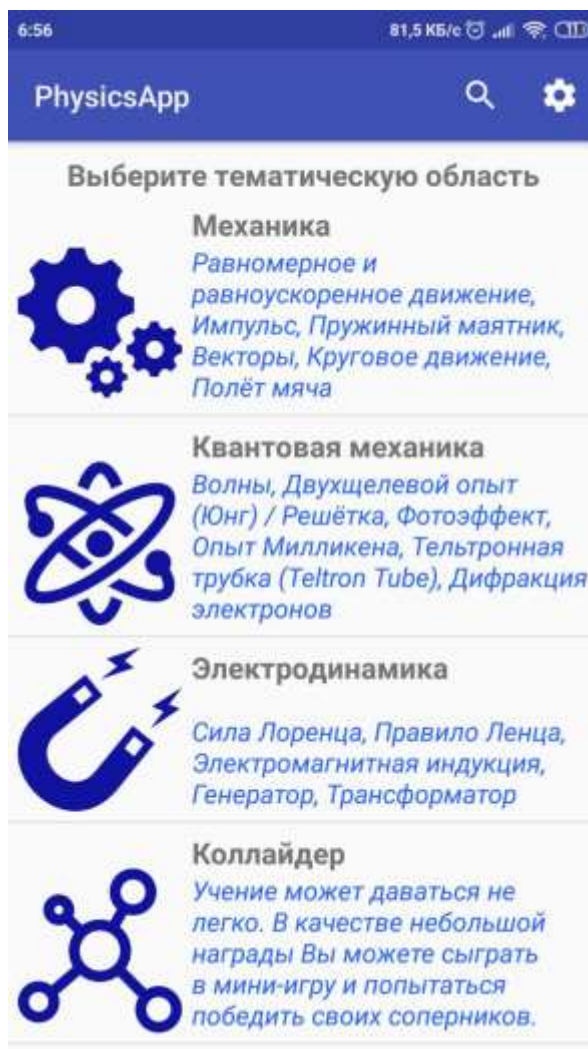 6:56 81,5 КБ/с
PhysicsApp
Выберите тематическую область
Механика
Равномерное и
равноускоренное движение,
Импульс, Пружинный маятник,
Векторы, Круговое движение,
Полёт мяча
Квантовая механика
Волны, Двухщелевой опыт
(Юнг) / Решётка, Фотоэффект,
Опыт Милликена, Тельтронная
трубка (Teltron Tube), Дифракция
электронов
Электродинамика
Сила Лоренца, Правило Ленца,
Электромагнитная индукция,
Генератор, Трансформатор
Коллайдер
Учение может даваться не
легко. В качестве небольшой
награды Вы можете сыграть
в мини-игру и попытаться
победить своих соперников.